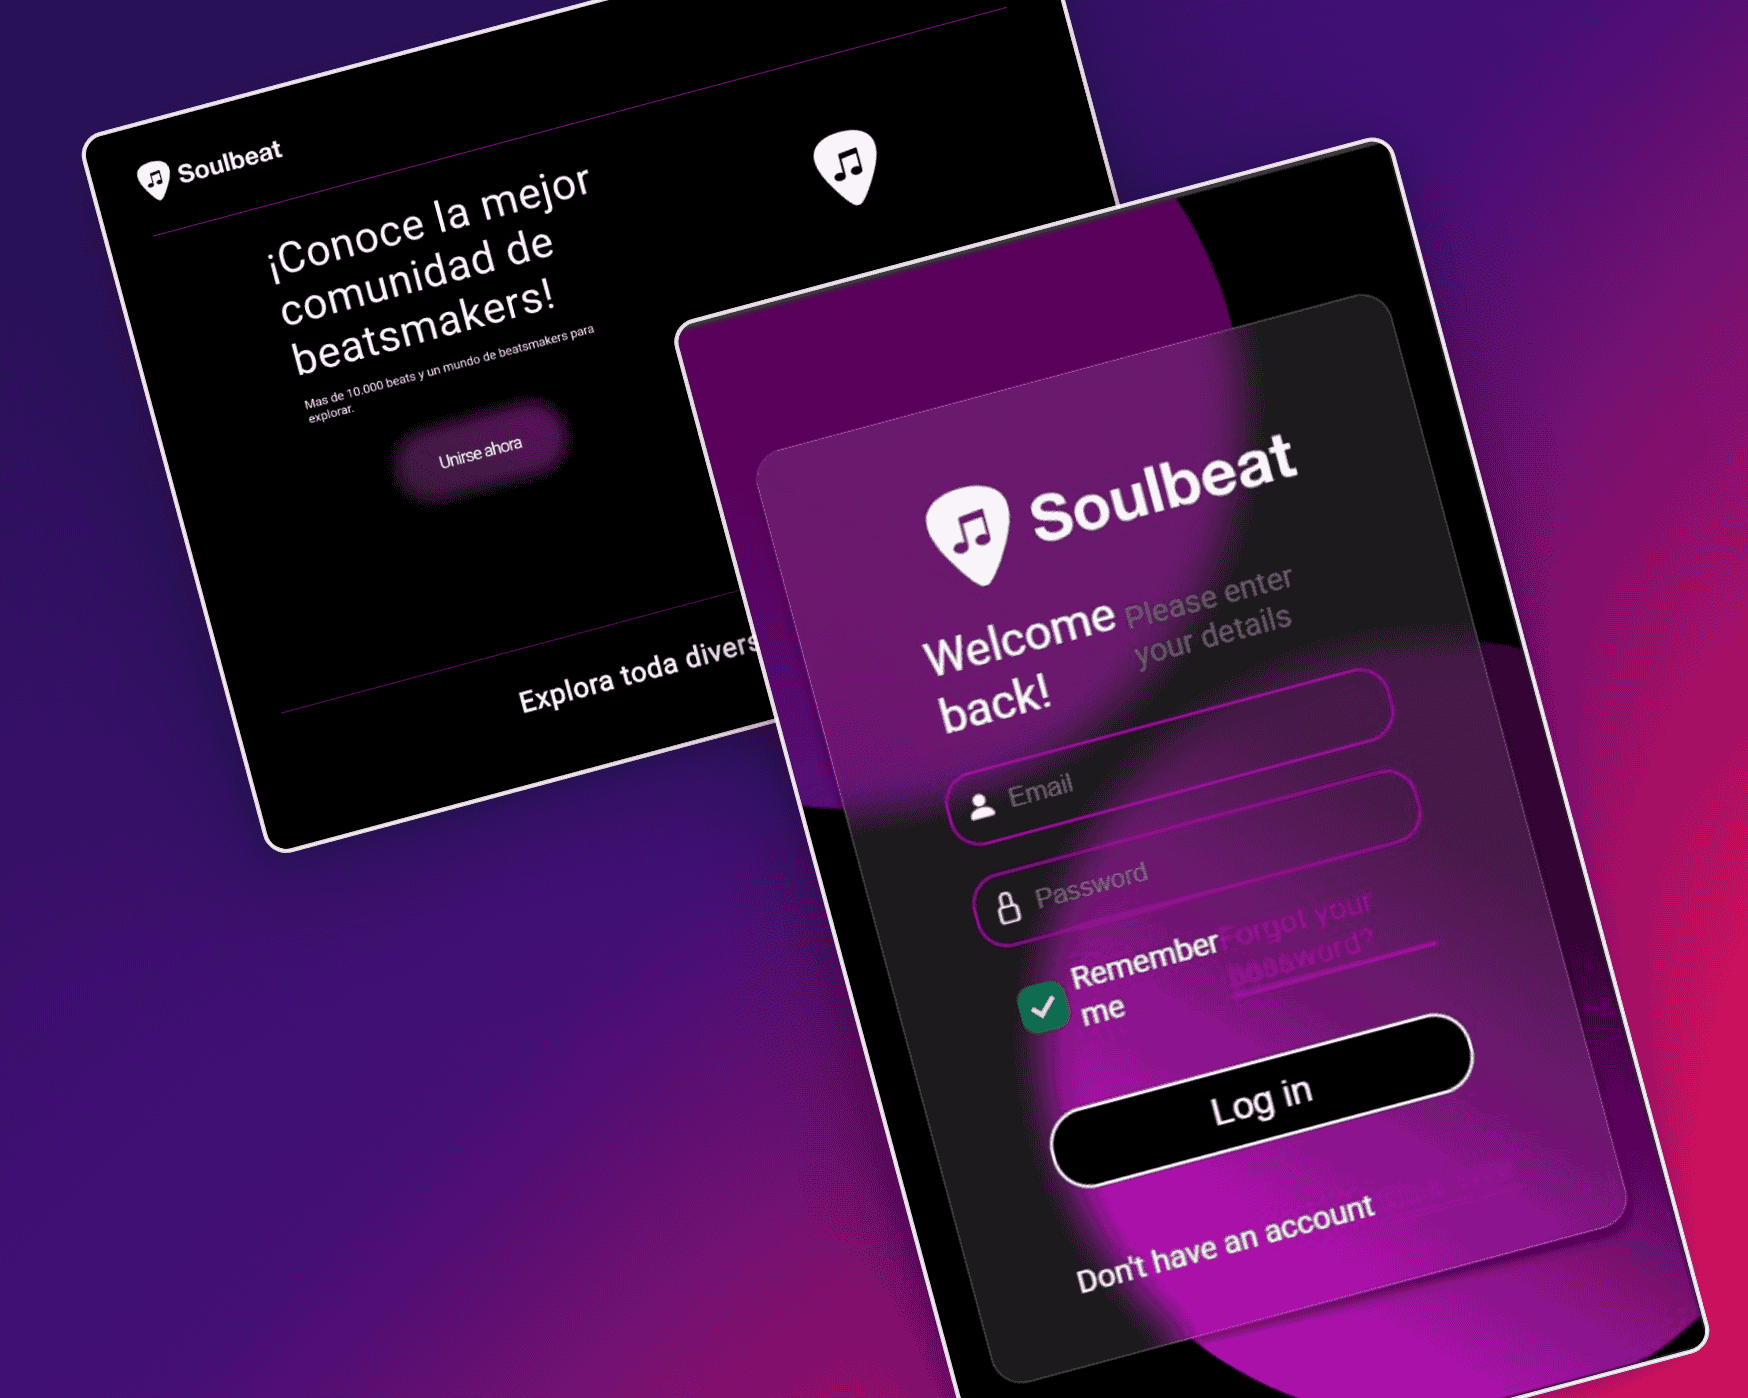 Soulbeat
¡Conoce la mejor
comunidad de
beatsmakers!
Mas de 10.000 beats y un mundo de beatsmakers para
explorar.
Unirse ahora
Explora toda divers
Soulbeat
Welcome
back!
Please enter
your details
Email
Password
Remember
me
Forgot your
password?
Log in
Don't have an account